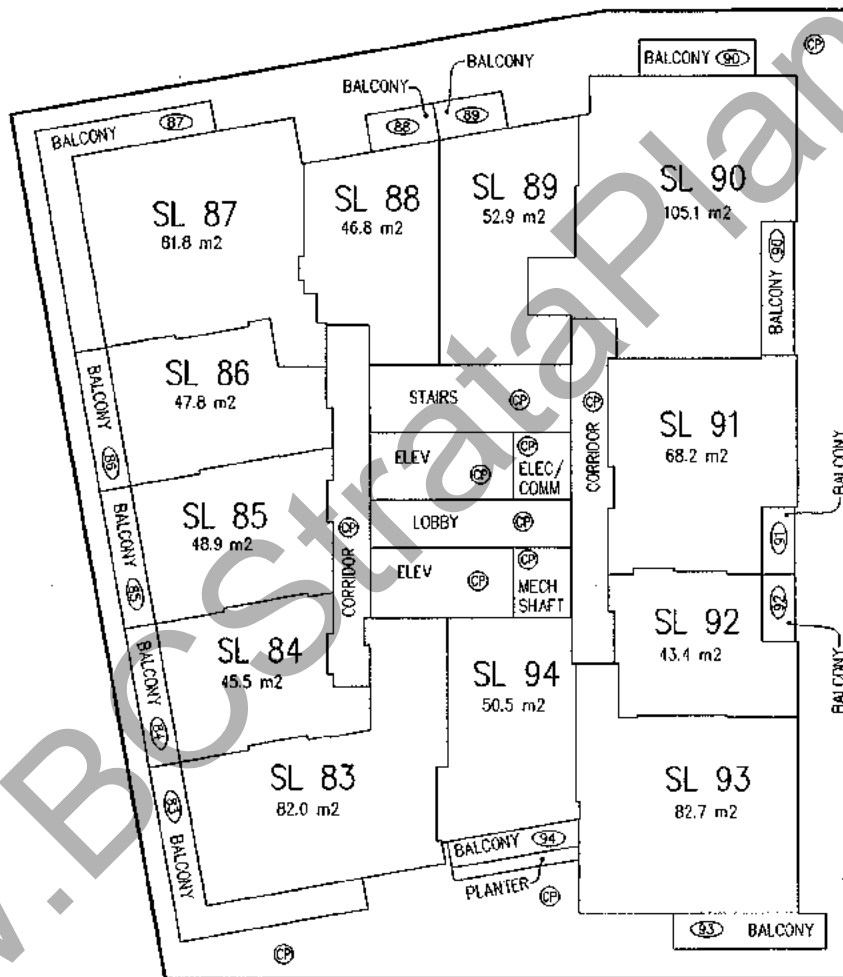 BALCONY 90
CP
BALCONY
BALCONY
BALCONY 87
88
89
SL 87
81.8 m2
SL 88
46.8 m2
SL 89
52.9 m2
SL 90
105.1 m2
BALCONY 90
SL 86
47.8 m2
BALCONY 86
STAIRS CP
CORRIDOR CP
SL 91
68.2 m2
BALCONY
91
ELEV CP
CP
ELEC/
COMM
SL 85
48.9 m2
BALCONY 85
CORRIDOR CP
LOBBY CP
ELEV CP
CP
MECH
SHAFT
SL 84
45.5 m2
BALCONY 84
SL 92
43.4 m2
92
BALCONY
SL 94
50.5 m2
SL 83
82.0 m2
83 BALCONY
SL 93
82.7 m2
BALCONY 94
PLANTER
CP
93 BALCONY
CP
w.BCStrataPlan